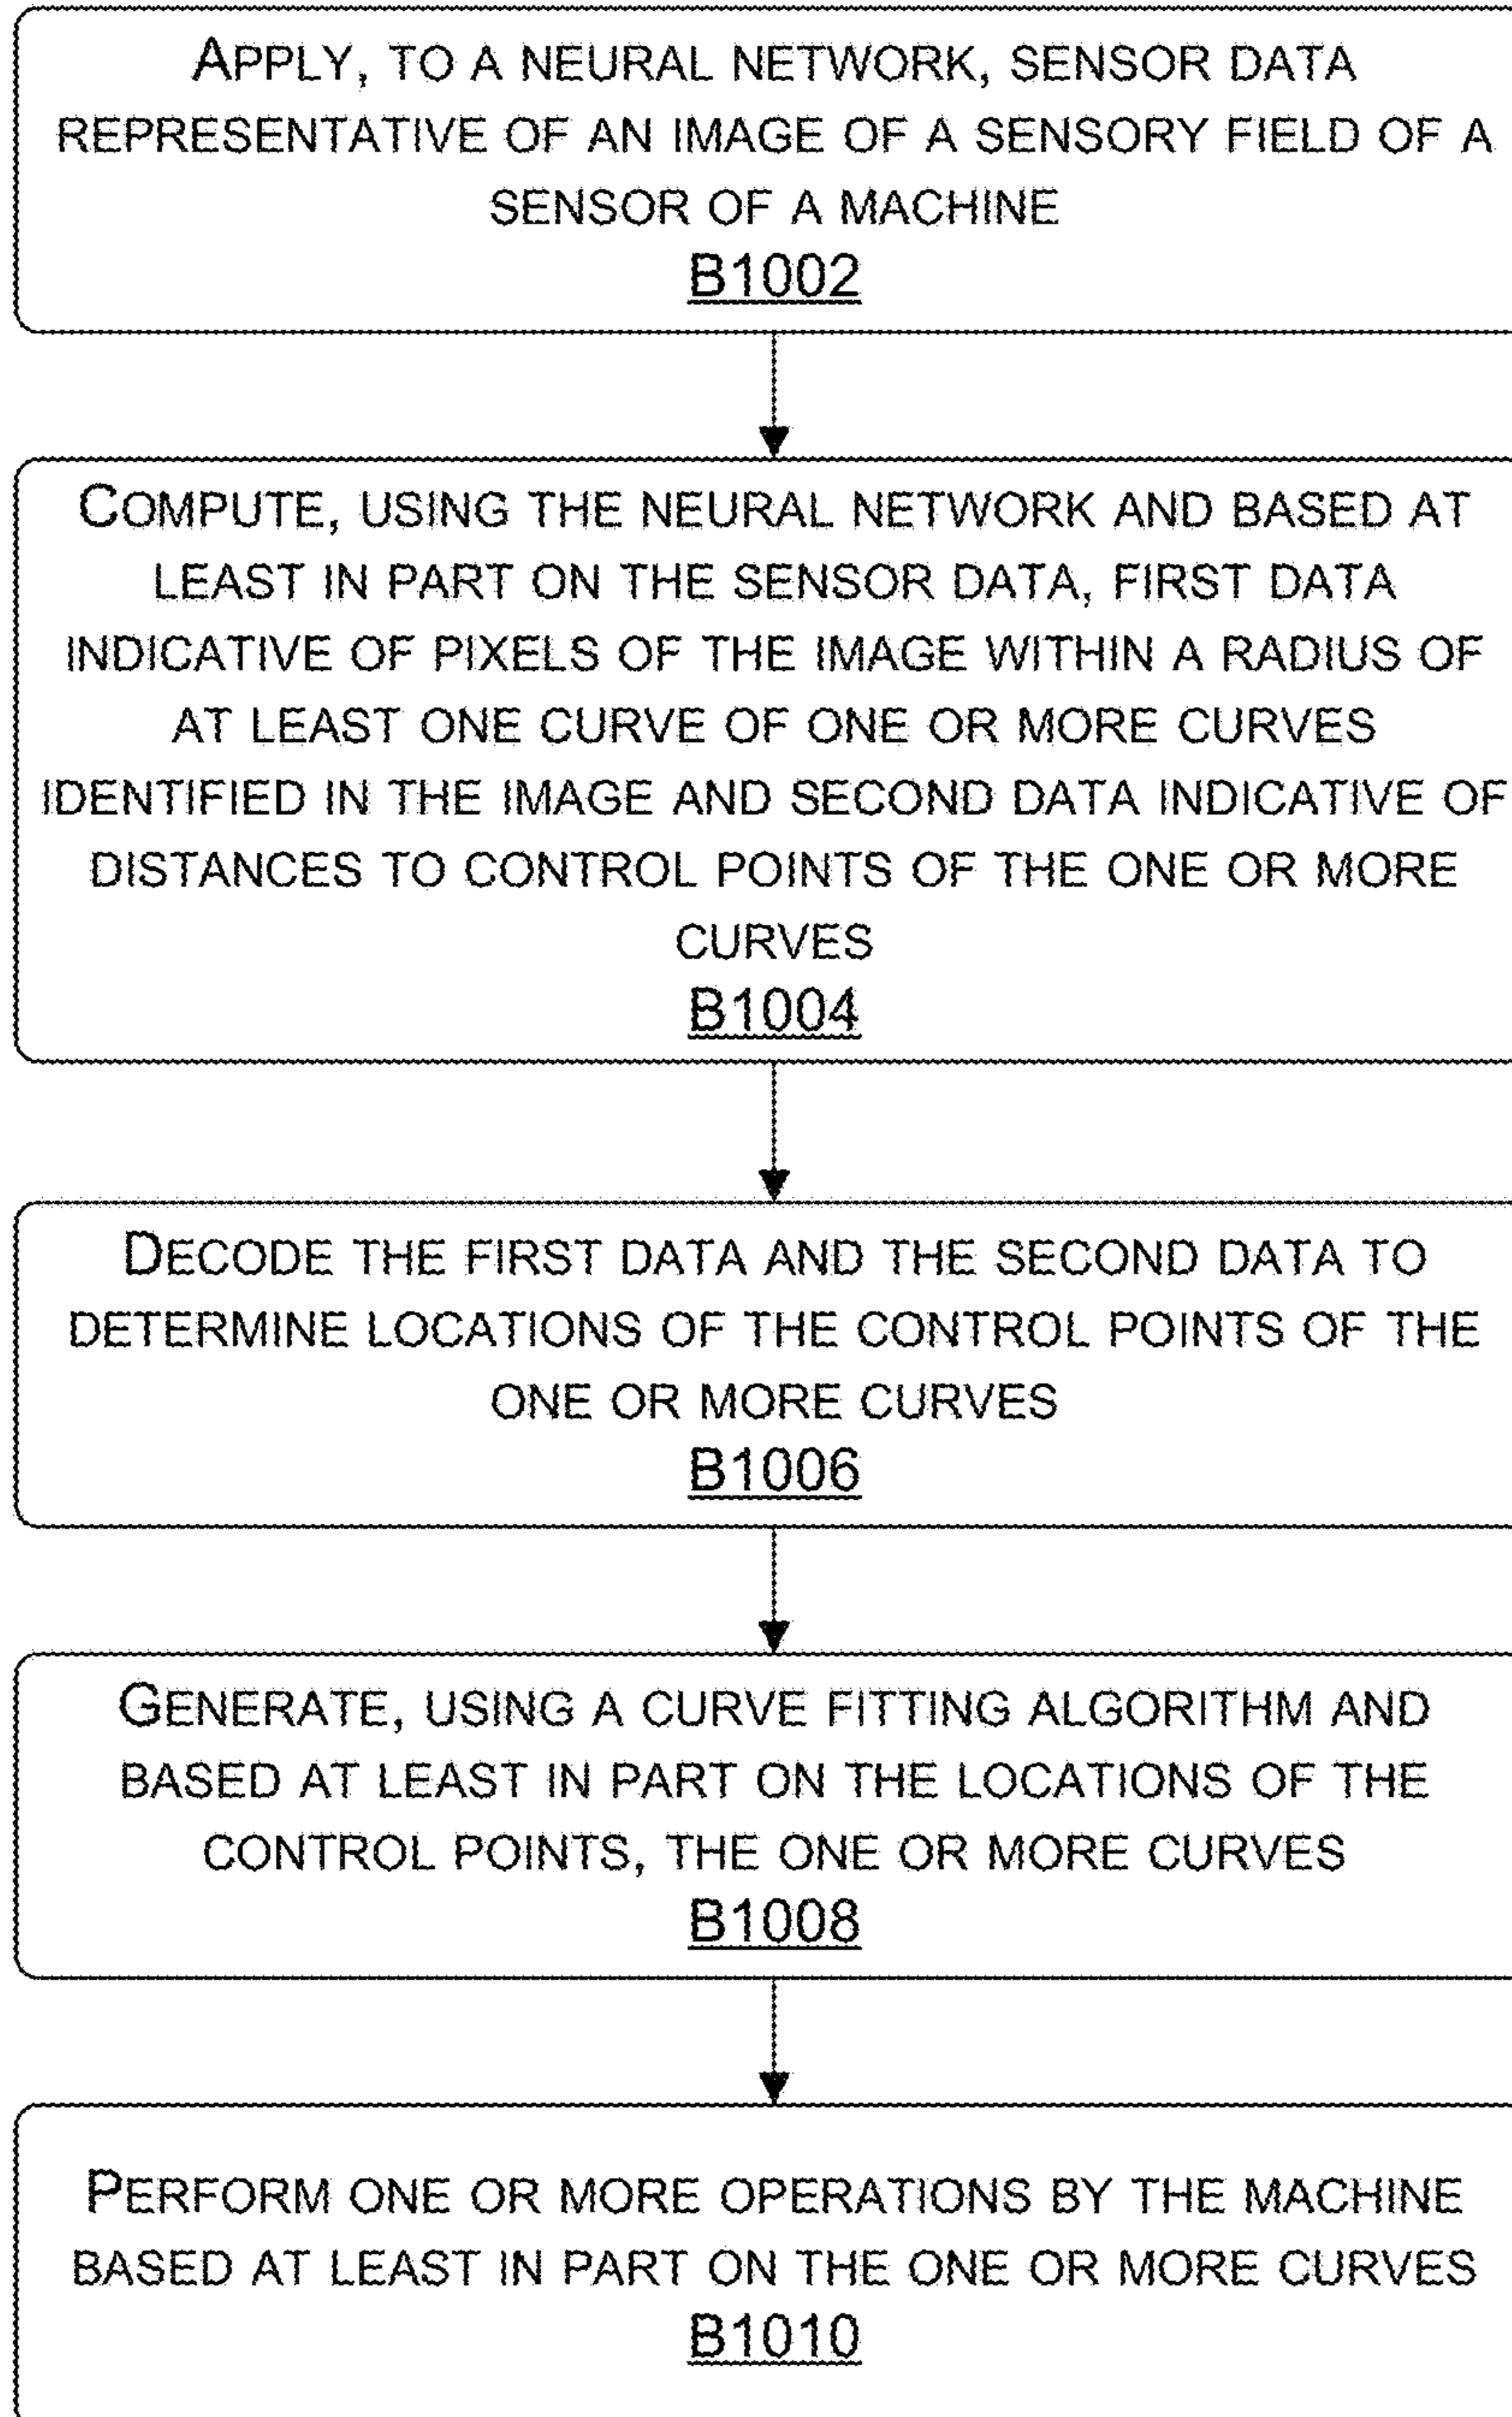 APPLY, TO A NEURAL NETWORK, SENSOR DATA
REPRESENTATIVE OF AN IMAGE OF A SENSORY FIELD OF A
SENSOR OF A MACHINE
B1002
COMPUTE, USING THE NEURAL NETWORK AND BASED AT
LEAST IN PART ON THE SENSOR DATA, FIRST DATA
INDICATIVE OF PIXELS OF THE IMAGE WITHIN A RADIUS OF
AT LEAST ONE CURVE OF ONE OR MORE CURVES
IDENTIFIED IN THE IMAGE AND SECOND DATA INDICATIVE OF
DISTANCES TO CONTROL POINTS OF THE ONE OR MORE
CURVES
B1004
DECODE THE FIRST DATA AND THE SECOND DATA TO
DETERMINE LOCATIONS OF THE CONTROL POINTS OF THE
ONE OR MORE CURVES
B1006
GENERATE, USING A CURVE FITTING ALGORITHM AND
BASED AT LEAST IN PART ON THE LOCATIONS OF THE
CONTROL POINTS, THE ONE OR MORE CURVES
B1008
PERFORM ONE OR MORE OPERATIONS BY THE MACHINE
BASED AT LEAST IN PART ON THE ONE OR MORE CURVES
B1010